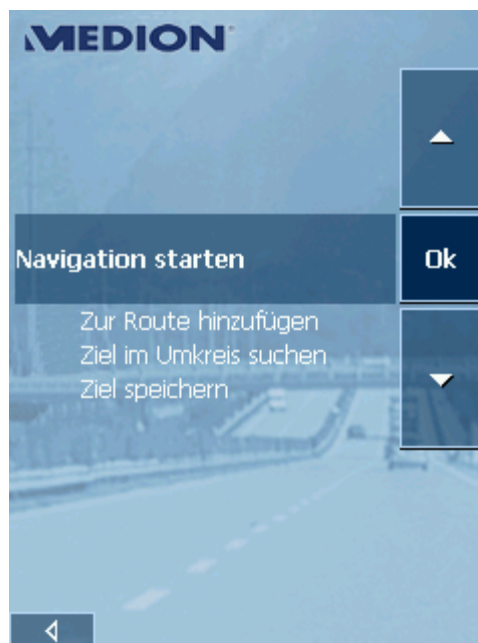 MEDION
Navigation starten
Ok
Zur Route hinzufügen
Ziel im Umkreis suchen
Ziel speichern